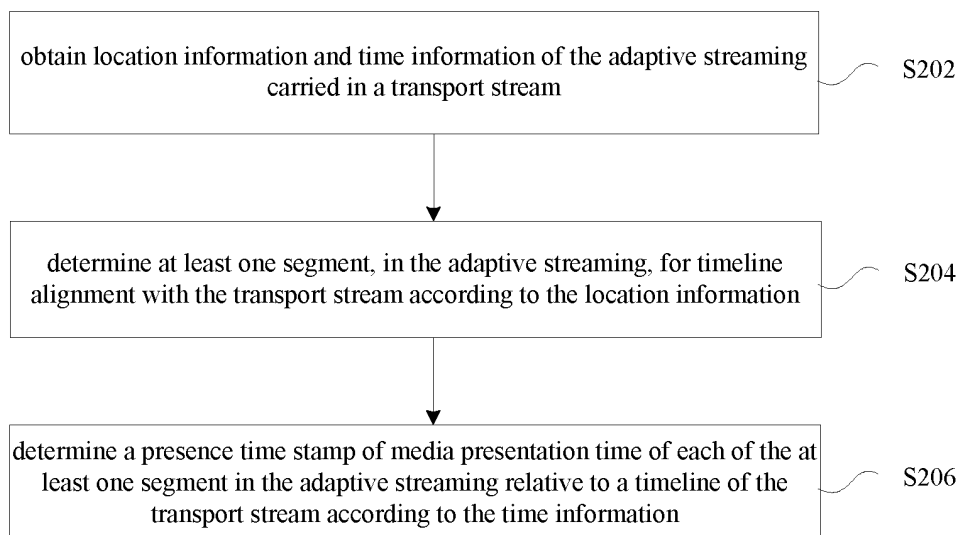 obtain location information and time information of the adaptive streaming
carried in a transport stream
S202
determine at least one segment, in the adaptive streaming, for timeline
alignment with the transport stream according to the location information
S204
determine a presence time stamp of media presentation time of each of the at
least one segment in the adaptive streaming relative to a timeline of the
transport stream according to the time information
S206